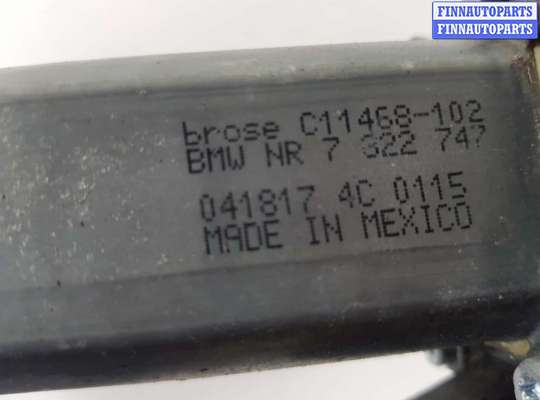 FINNAUTOPARTS
FINNAUTOPARTS
brose C11468-102
BMW NR 7 322 747
041817 4C 0115
MADE IN MEXICO